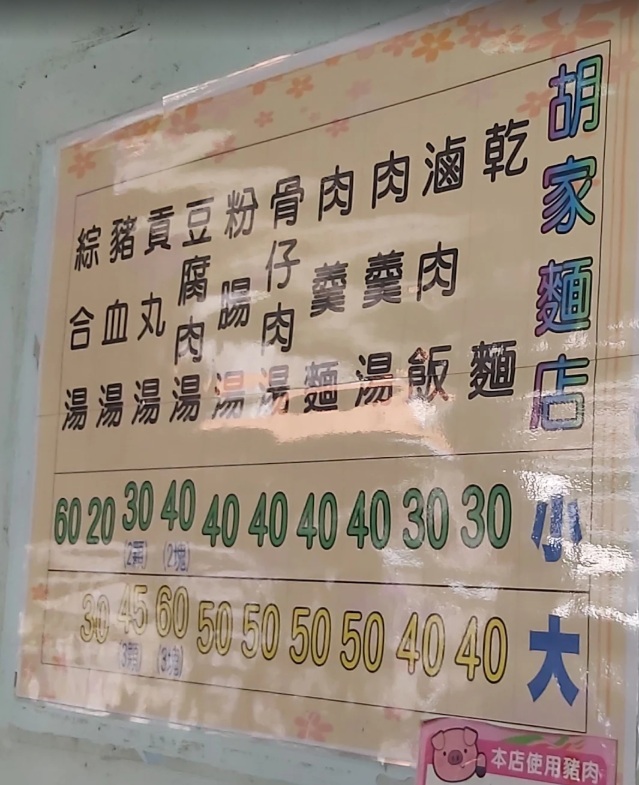 胡家麵店
乾麵
滷肉飯
肉羹湯
肉羹麵
骨仔肉湯
粉腸湯
豆腐肉湯
貢丸湯
豬血湯
綜合湯
小
30
30
40
40
40
40
40
(2塊)
30
(2顆)
20
60
大
40
40
50
50
50
50
60
(3塊)
45
(3顆)
30
本店使用豬肉